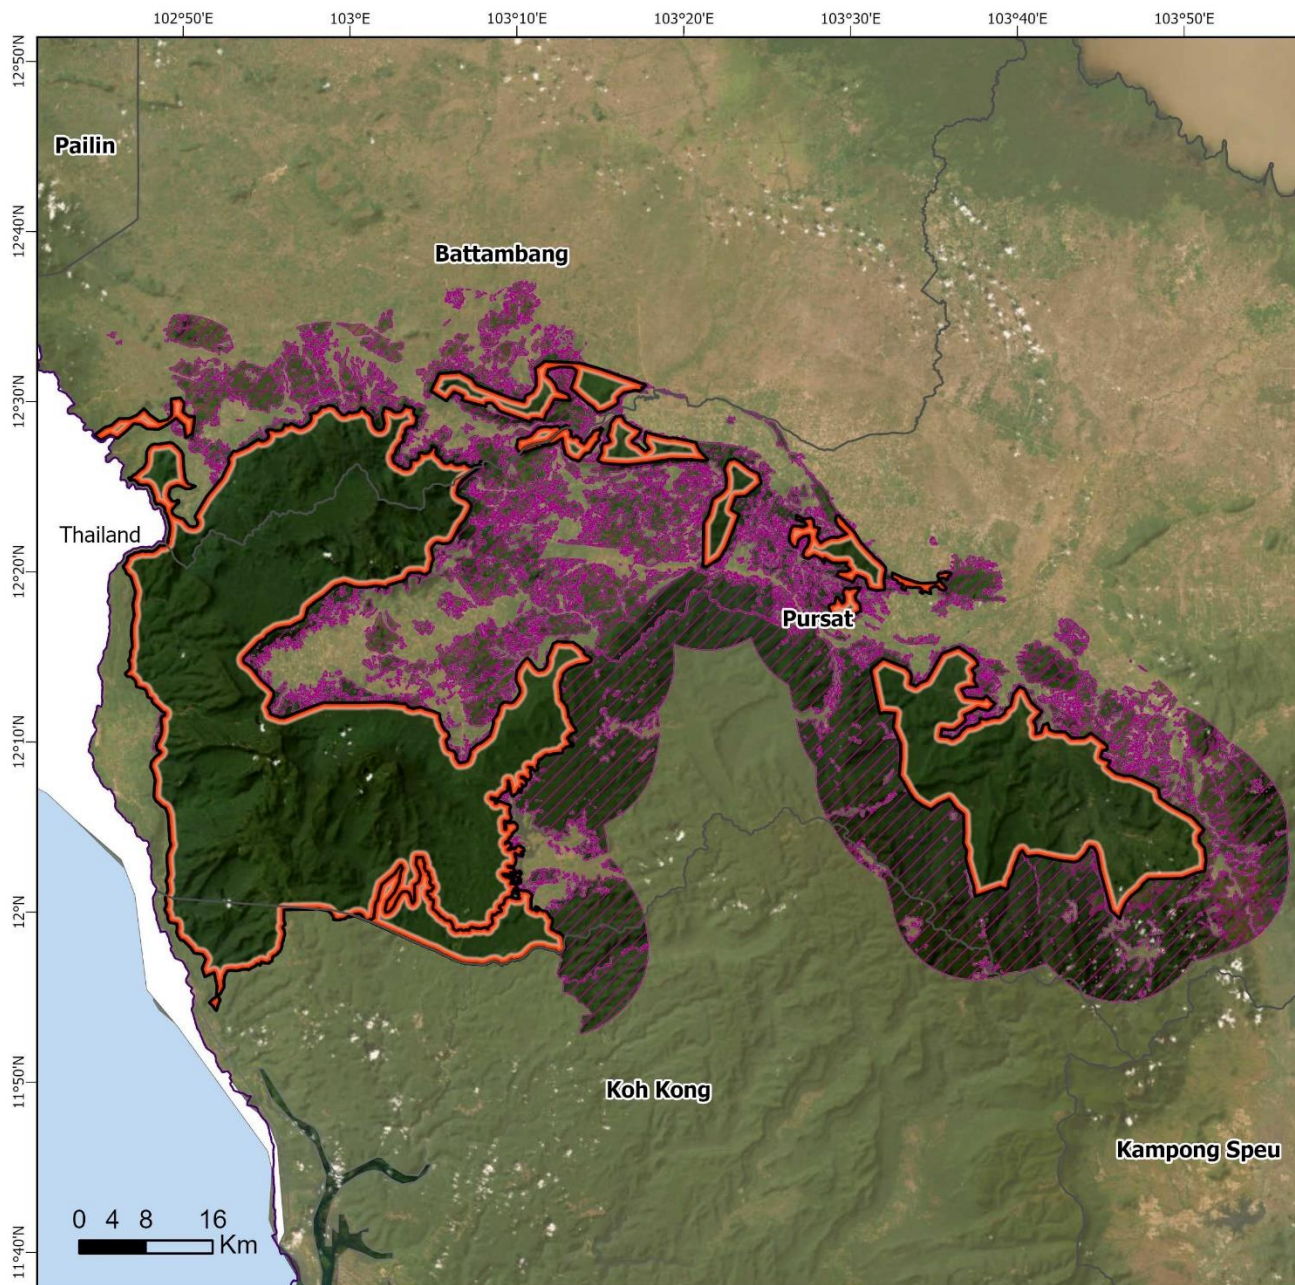 102°50'E 103°E 103°10'E 103°20'E 103°30'E 103°40'E 103°50'E
12°50'N
Pailin
12°40'N
Battambang
12°30'N
Thailand
12°20'N
Pursat
12°10'N
12°N
11°50'N
Koh Kong
Kampong Speu
0 4 8 16
Km
11°40'N